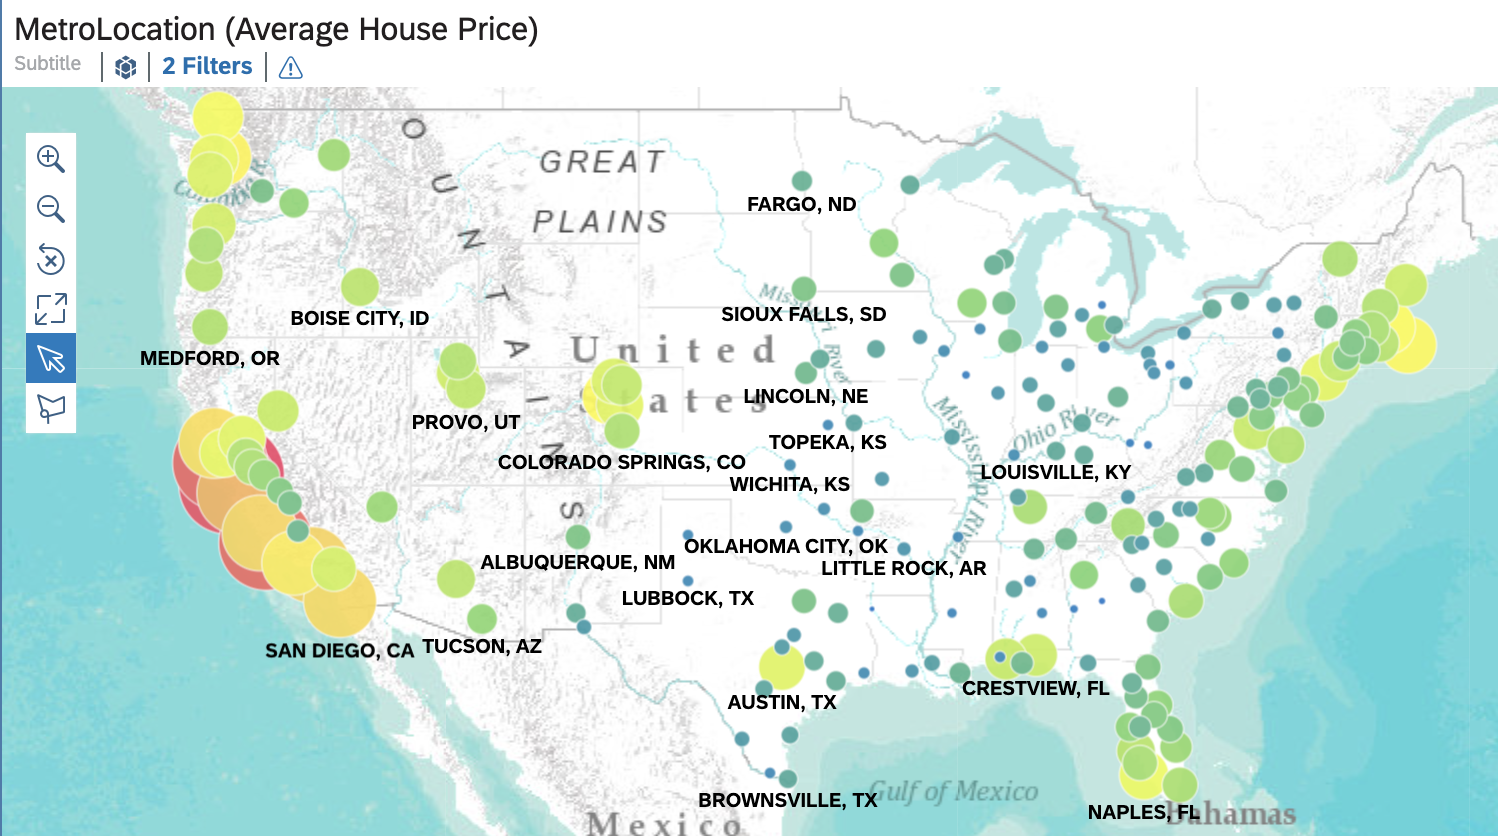 MetroLocation (Average House Price)
Subtitle
2 Filters
OUNTAINS
GREAT
PLAINS
FARGO, ND
BOISE CITY, ID
SIOUX FALLS, SD
Missouri River
MEDFORD, OR
United
States
LINCOLN, NE
PROVO, UT
Mississippi River
Ohio River
TOPEKA, KS
COLORADO SPRINGS, CO
WICHITA, KS
LOUISVILLE, KY
OKLAHOMA CITY, OK
ALBUQUERQUE, NM
LITTLE ROCK, AR
LUBBOCK, TX
SAN DIEGO, CA
TUCSON, AZ
CRESTVIEW, FL
AUSTIN, TX
Gulf of Mexico
BROWNSVILLE, TX
NAPLES, FL
Bahamas
Mexico